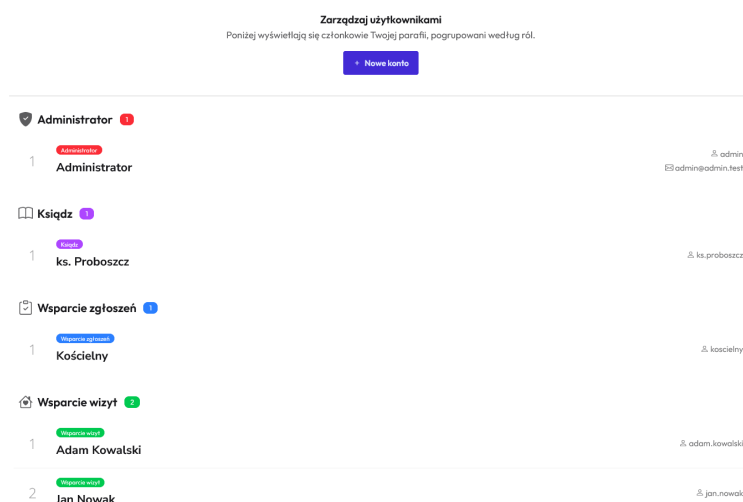 Zarządzaj użytkownikami
Poniżej wyświetlają się członkowie Twojej parafii, pogrupowani według ról.
+ Nowe konto
Administrator 1
Administrator
1 Administrator
admin
admin@admin.test
Ksiądz 1
Ksiądz
1 ks. Proboszcz
ks.proboszcz
Wsparcie zgłoszeń 1
Wsparcie zgłoszeń
1 Kościelny
koscielny
Wsparcie wizyt 2
Wsparcie wizyt
1 Adam Kowalski
adam.kowalski
Wsparcie wizyt
2 Jan Nowak
jan.nowak